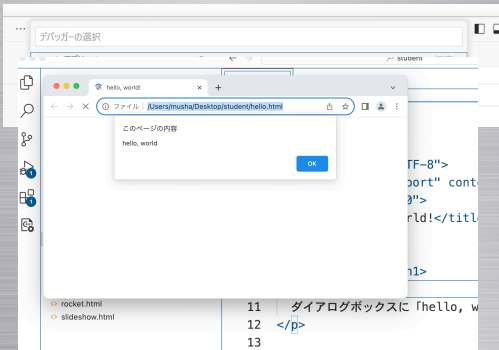 デバッガーの選択
student
hello, world!
ファイル
/Users/musha/Desktop/student/hello.html
このページの内容
hello, world
OK
TF-8">
port" cont
0">
rld!</titl
n1>
rocket.html
slideshow.html
11 ダイアログボックスに「hello, w
12 </p>
13
1
1